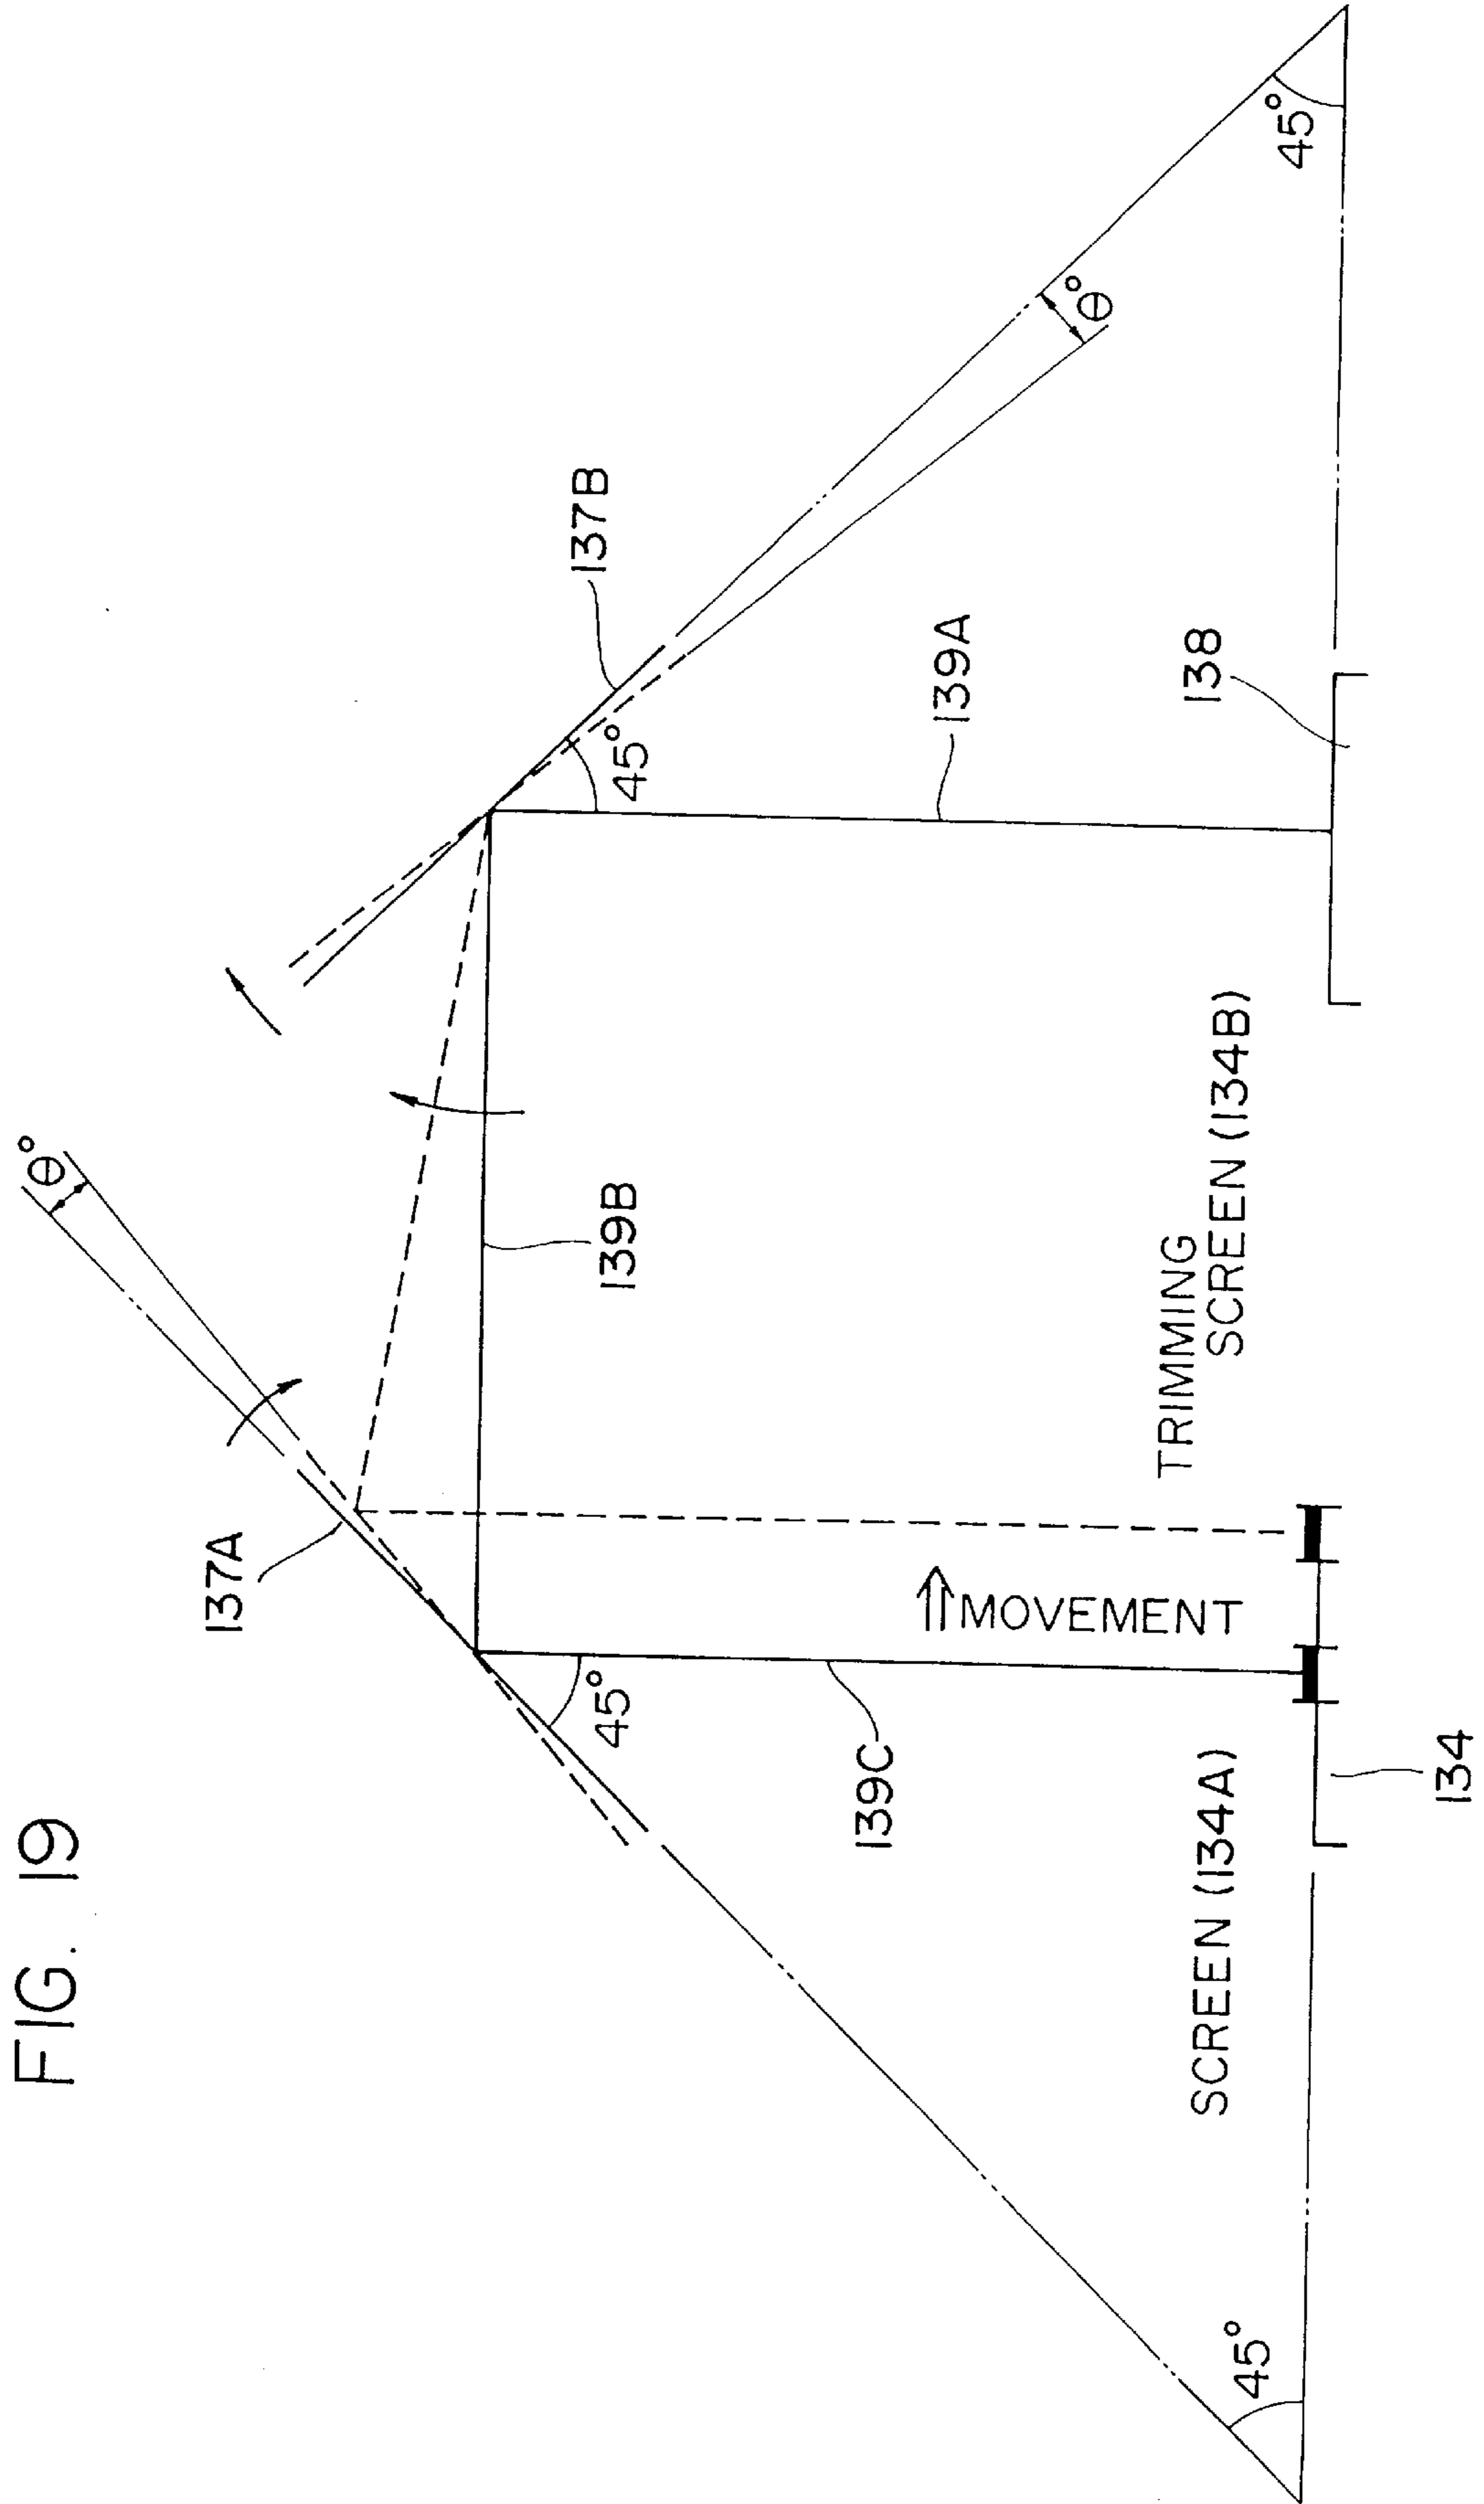 FIG. 19
θ°
137A
137B
139B
45°
45°
139A
θ°
139C
↑MOVEMENT
TRIMMING
SCREEN (134B)
138
45°
45°
SCREEN (134A)
134